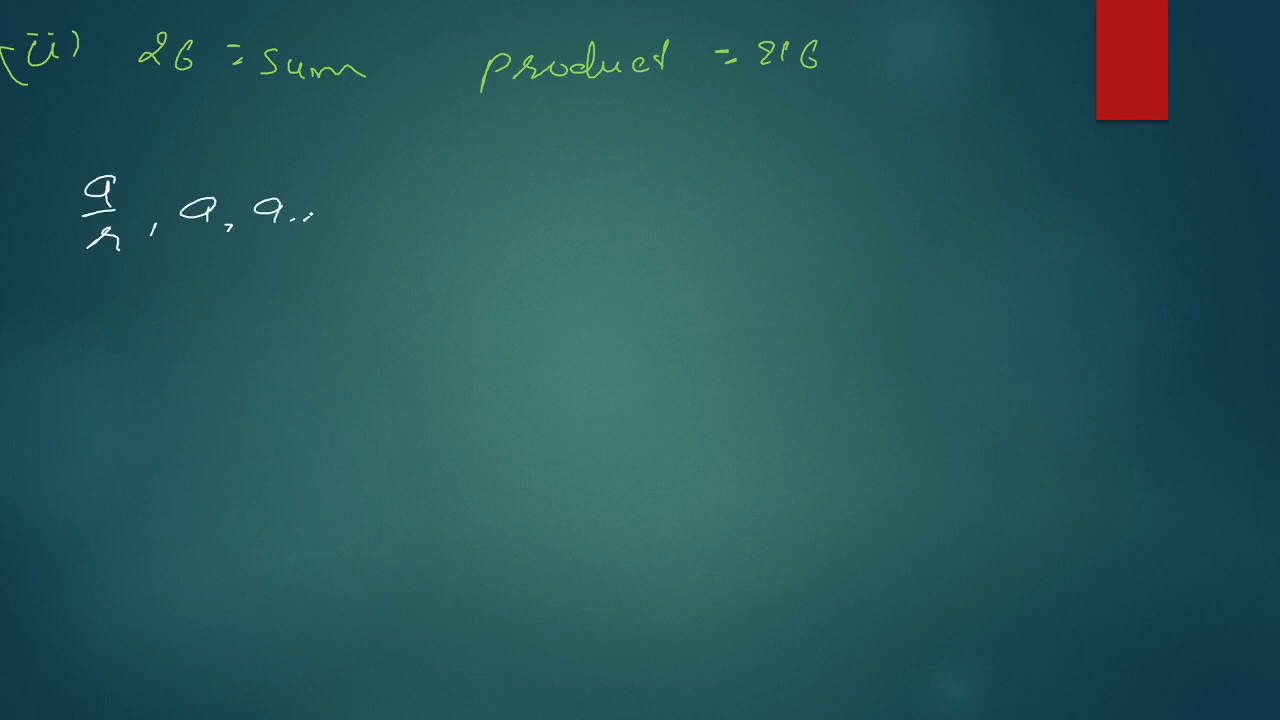 (ii) 26 = sum product = 216
a/r, a, a..